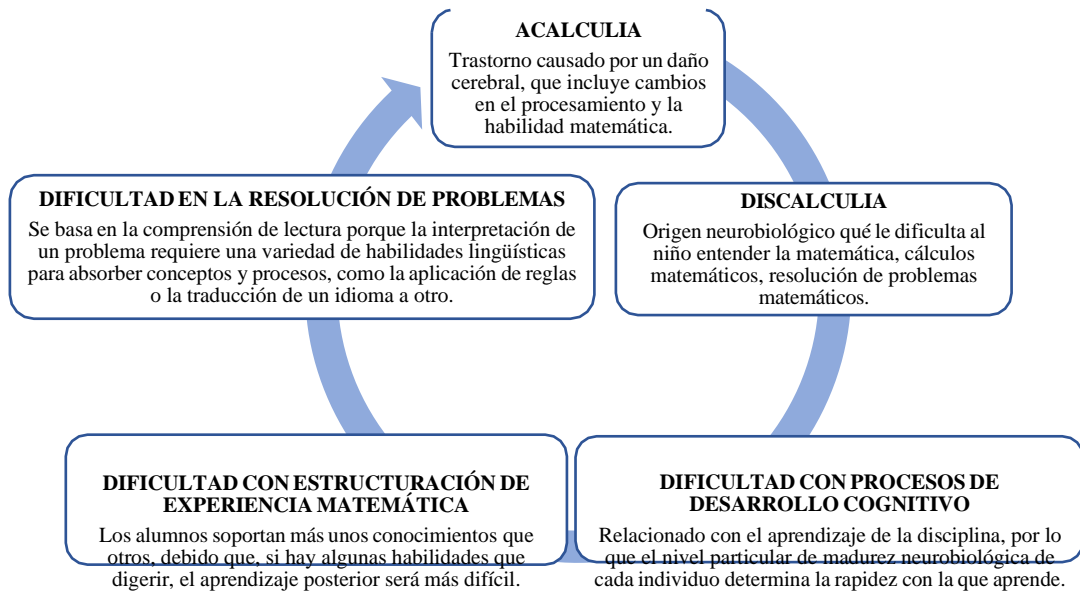 ACALCULIA
Trastorno causado por un daño
cerebral, que incluye cambios
en el procesamiento y la
habilidad matemática.
DISCALCULIA
Origen neurobiológico qué le dificulta al
niño entender la matemática, cálculos
matemáticos, resolución de problemas
matemáticos.
DIFICULTAD CON PROCESOS DE
DESARROLLO COGNITIVO
Relacionado con el aprendizaje de la disciplina, por lo
que el nivel particular de madurez neurobiológica de
cada individuo determina la rapidez con la que aprende.
DIFICULTAD CON ESTRUCTURACIÓN DE
EXPERIENCIA MATEMÁTICA
Los alumnos soportan más unos conocimientos que
otros, debido que, si hay algunas habilidades que
digerir, el aprendizaje posterior será más difícil.
DIFICULTAD EN LA RESOLUCIÓN DE PROBLEMAS
Se basa en la comprensión de lectura porque la interpretación de
un problema requiere una variedad de habilidades lingüísticas
para absorber conceptos y procesos, como la aplicación de reglas
o la traducción de un idioma a otro.